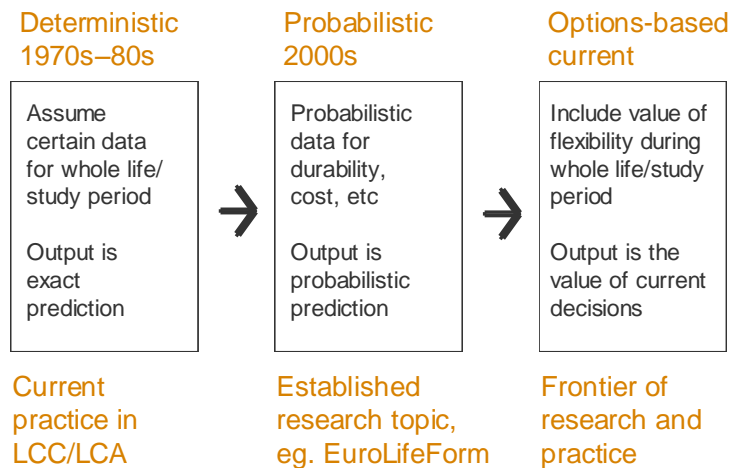 Deterministic
1970s–80s
Assume
certain data
for whole life/
study period
Output is
exact
prediction
Current
practice in
LCC/LCA
Probabilistic
2000s
Probabilistic
data for
durability,
cost, etc
Output is
probabilistic
prediction
Established
research topic,
eg. EuroLifeForm
Options-based
current
Include value of
flexibility during
whole life/study
period
Output is the
value of current
decisions
Frontier of
research and
practice